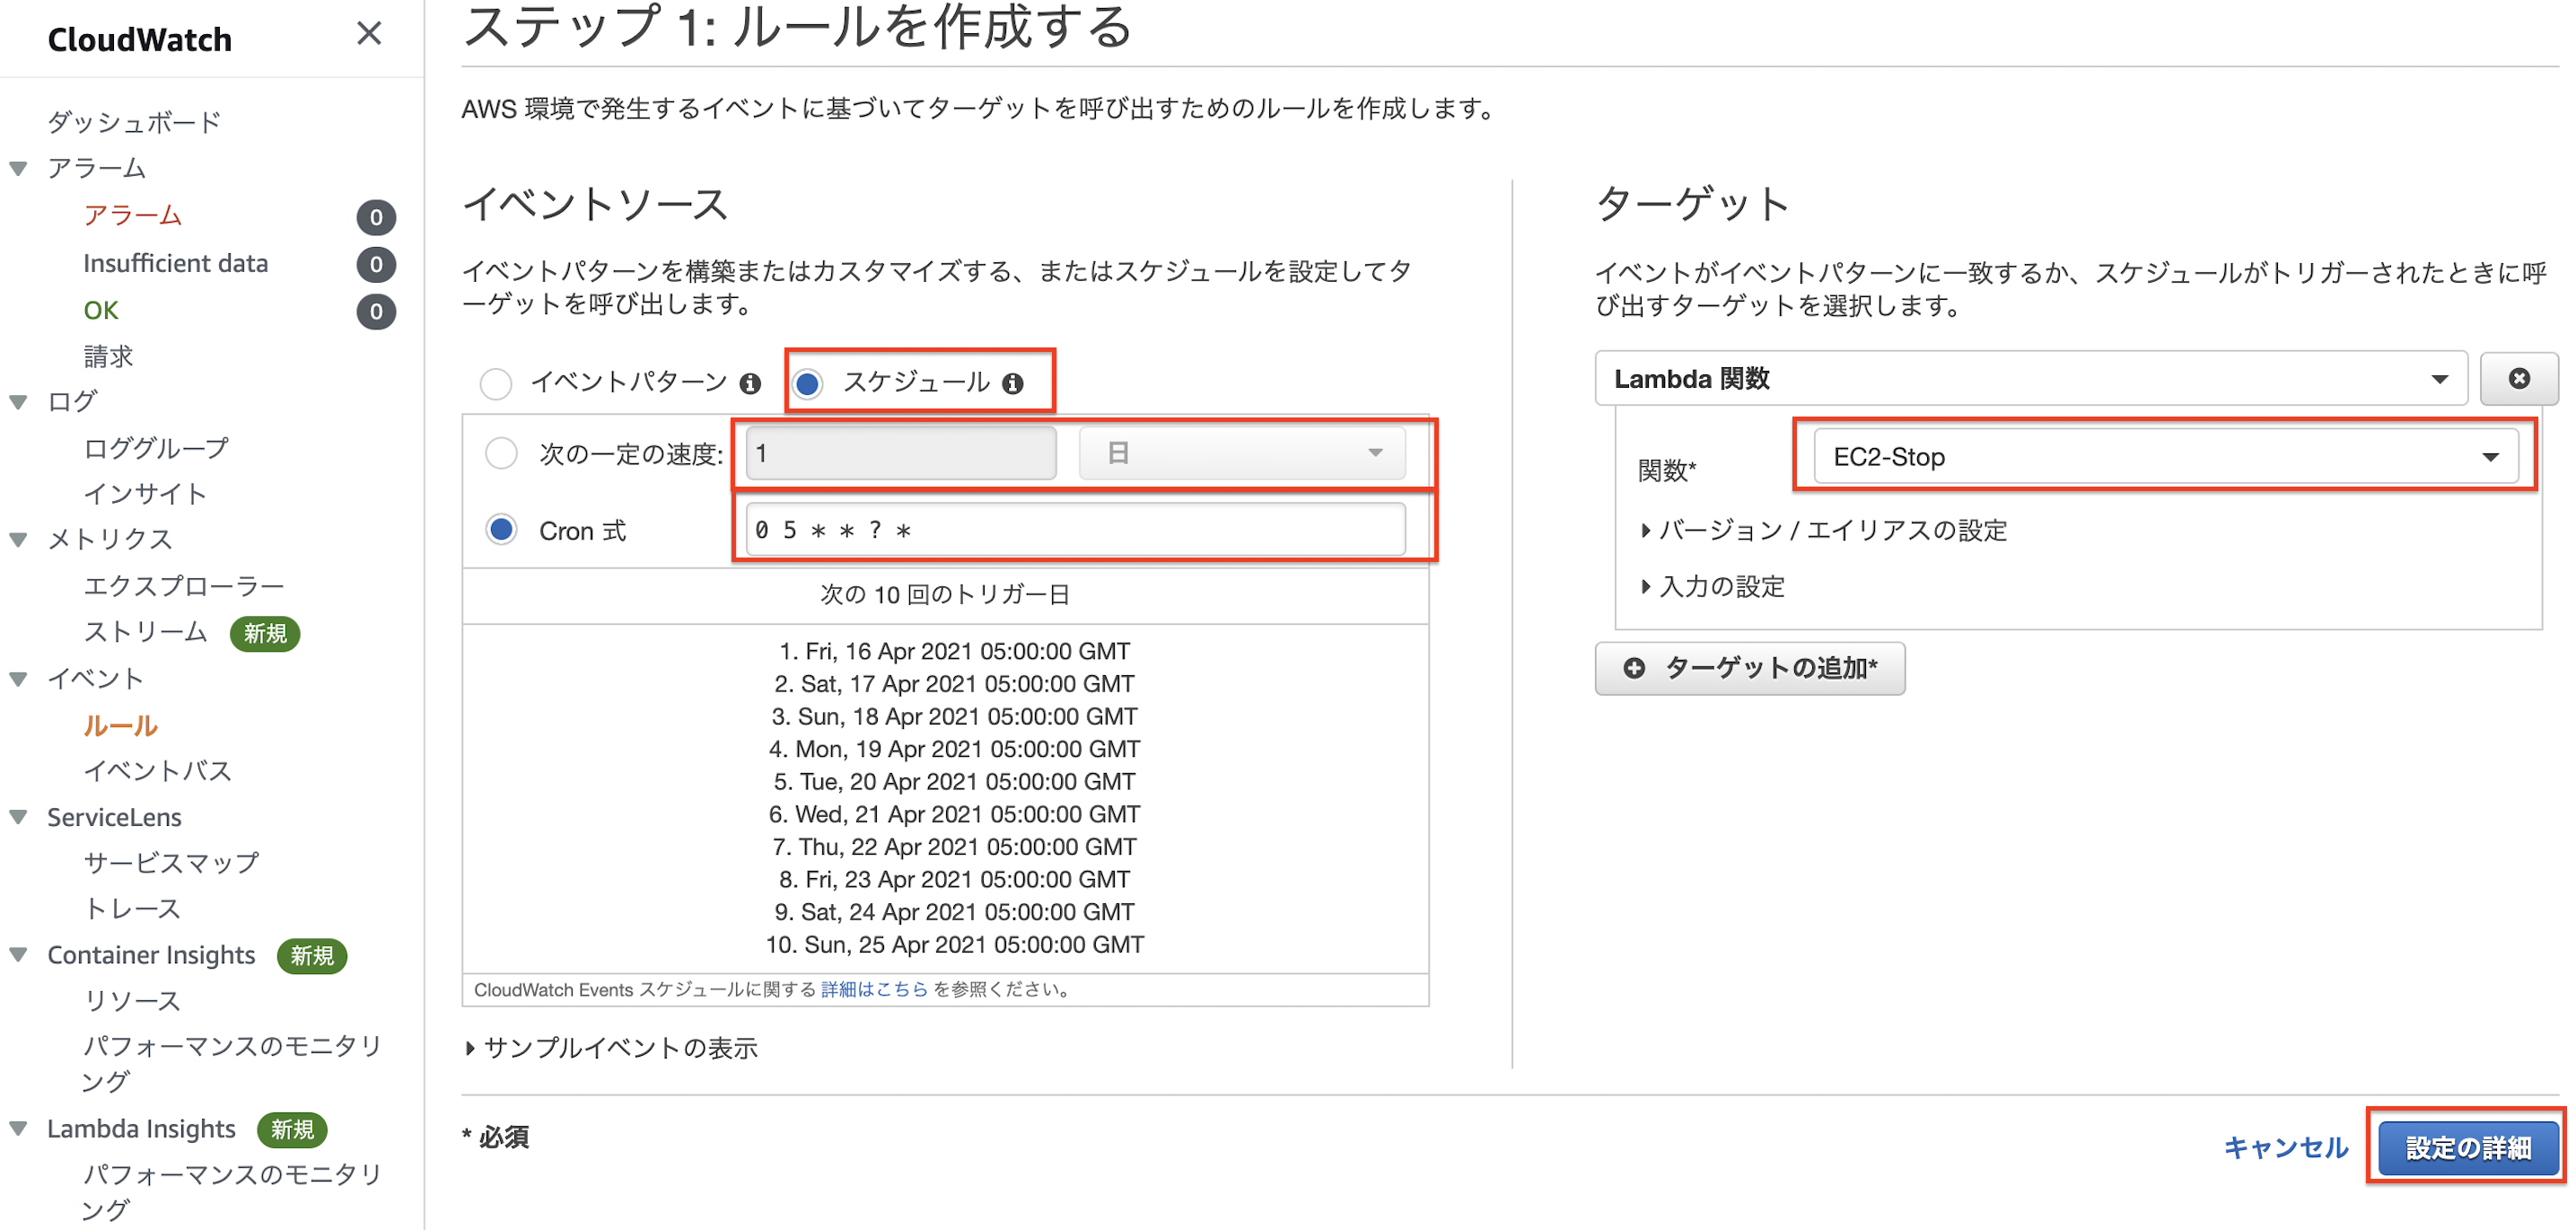 CloudWatch
ダッシュボード
アラーム
アラーム 0
Insufficient data 0
OK 0
請求
ログ
ロググループ
インサイト
メトリクス
エクスプローラー
ストリーム 新規
イベント
ルール
イベントバス
ServiceLens
サービスマップ
トレース
Container Insights 新規
リソース
パフォーマンスのモニタリ
ング
Lambda Insights 新規
パフォーマンスのモニタリ
ング
ステップ 1: ルールを作成する
AWS 環境で発生するイベントに基づいてターゲットを呼び出すためのルールを作成します。
イベントソース
イベントパターンを構築またはカスタマイズする、またはスケジュールを設定してタ
ーゲットを呼び出します。
イベントパターン スケジュール
次の一定の速度: 1 日
Cron 式 0 5 * * ? *
次の 10 回のトリガー日
1. Fri, 16 Apr 2021 05:00:00 GMT
2. Sat, 17 Apr 2021 05:00:00 GMT
3. Sun, 18 Apr 2021 05:00:00 GMT
4. Mon, 19 Apr 2021 05:00:00 GMT
5. Tue, 20 Apr 2021 05:00:00 GMT
6. Wed, 21 Apr 2021 05:00:00 GMT
7. Thu, 22 Apr 2021 05:00:00 GMT
8. Fri, 23 Apr 2021 05:00:00 GMT
9. Sat, 24 Apr 2021 05:00:00 GMT
10. Sun, 25 Apr 2021 05:00:00 GMT
CloudWatch Events スケジュールに関する 詳細はこちら を参照ください。
サンプルイベントの表示
ターゲット
イベントがイベントパターンに一致するか、スケジュールがトリガーされたときに呼
び出すターゲットを選択します。
Lambda 関数
関数* EC2-Stop
バージョン / エイリアスの設定
入力の設定
ターゲットの追加*
* 必須
キャンセル 設定の詳細